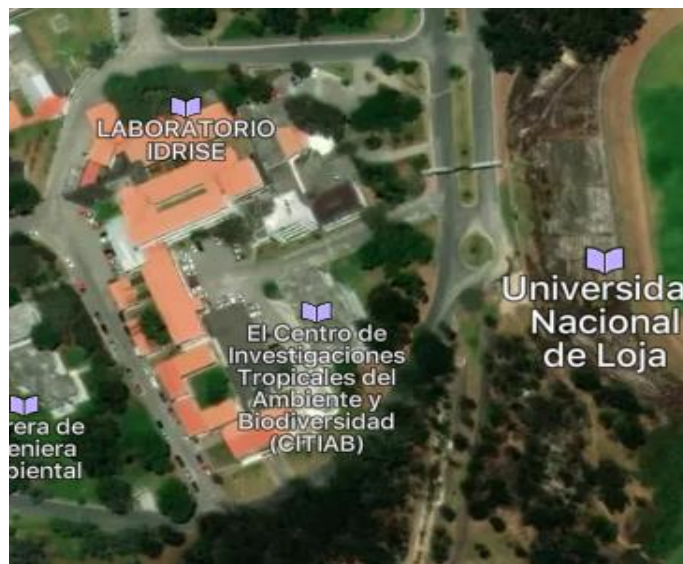 LABORATORIO
IDRISE
Universida
Nacional
de Loja
El Centro de
Investigaciones
Tropicales del
Ambiente y
Biodiversidad
(CITIAB)
rera de
eniera
biental